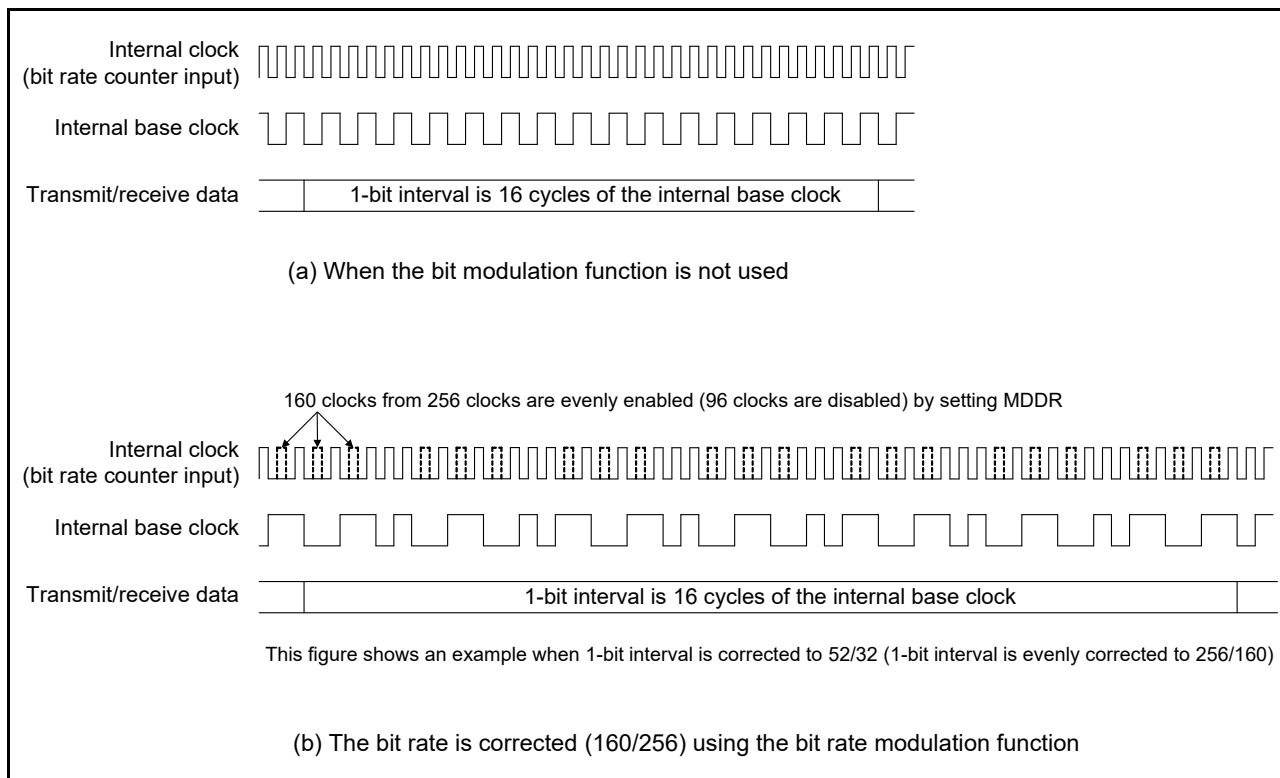 Internal clock
(bit rate counter input)
Internal base clock
Transmit/receive data
1-bit interval is 16 cycles of the internal base clock
(a) When the bit modulation function is not used
160 clocks from 256 clocks are evenly enabled (96 clocks are disabled) by setting MDDR
Internal clock
(bit rate counter input)
Internal base clock
Transmit/receive data
1-bit interval is 16 cycles of the internal base clock
This figure shows an example when 1-bit interval is corrected to 52/32 (1-bit interval is evenly corrected to 256/160)
(b) The bit rate is corrected (160/256) using the bit rate modulation function